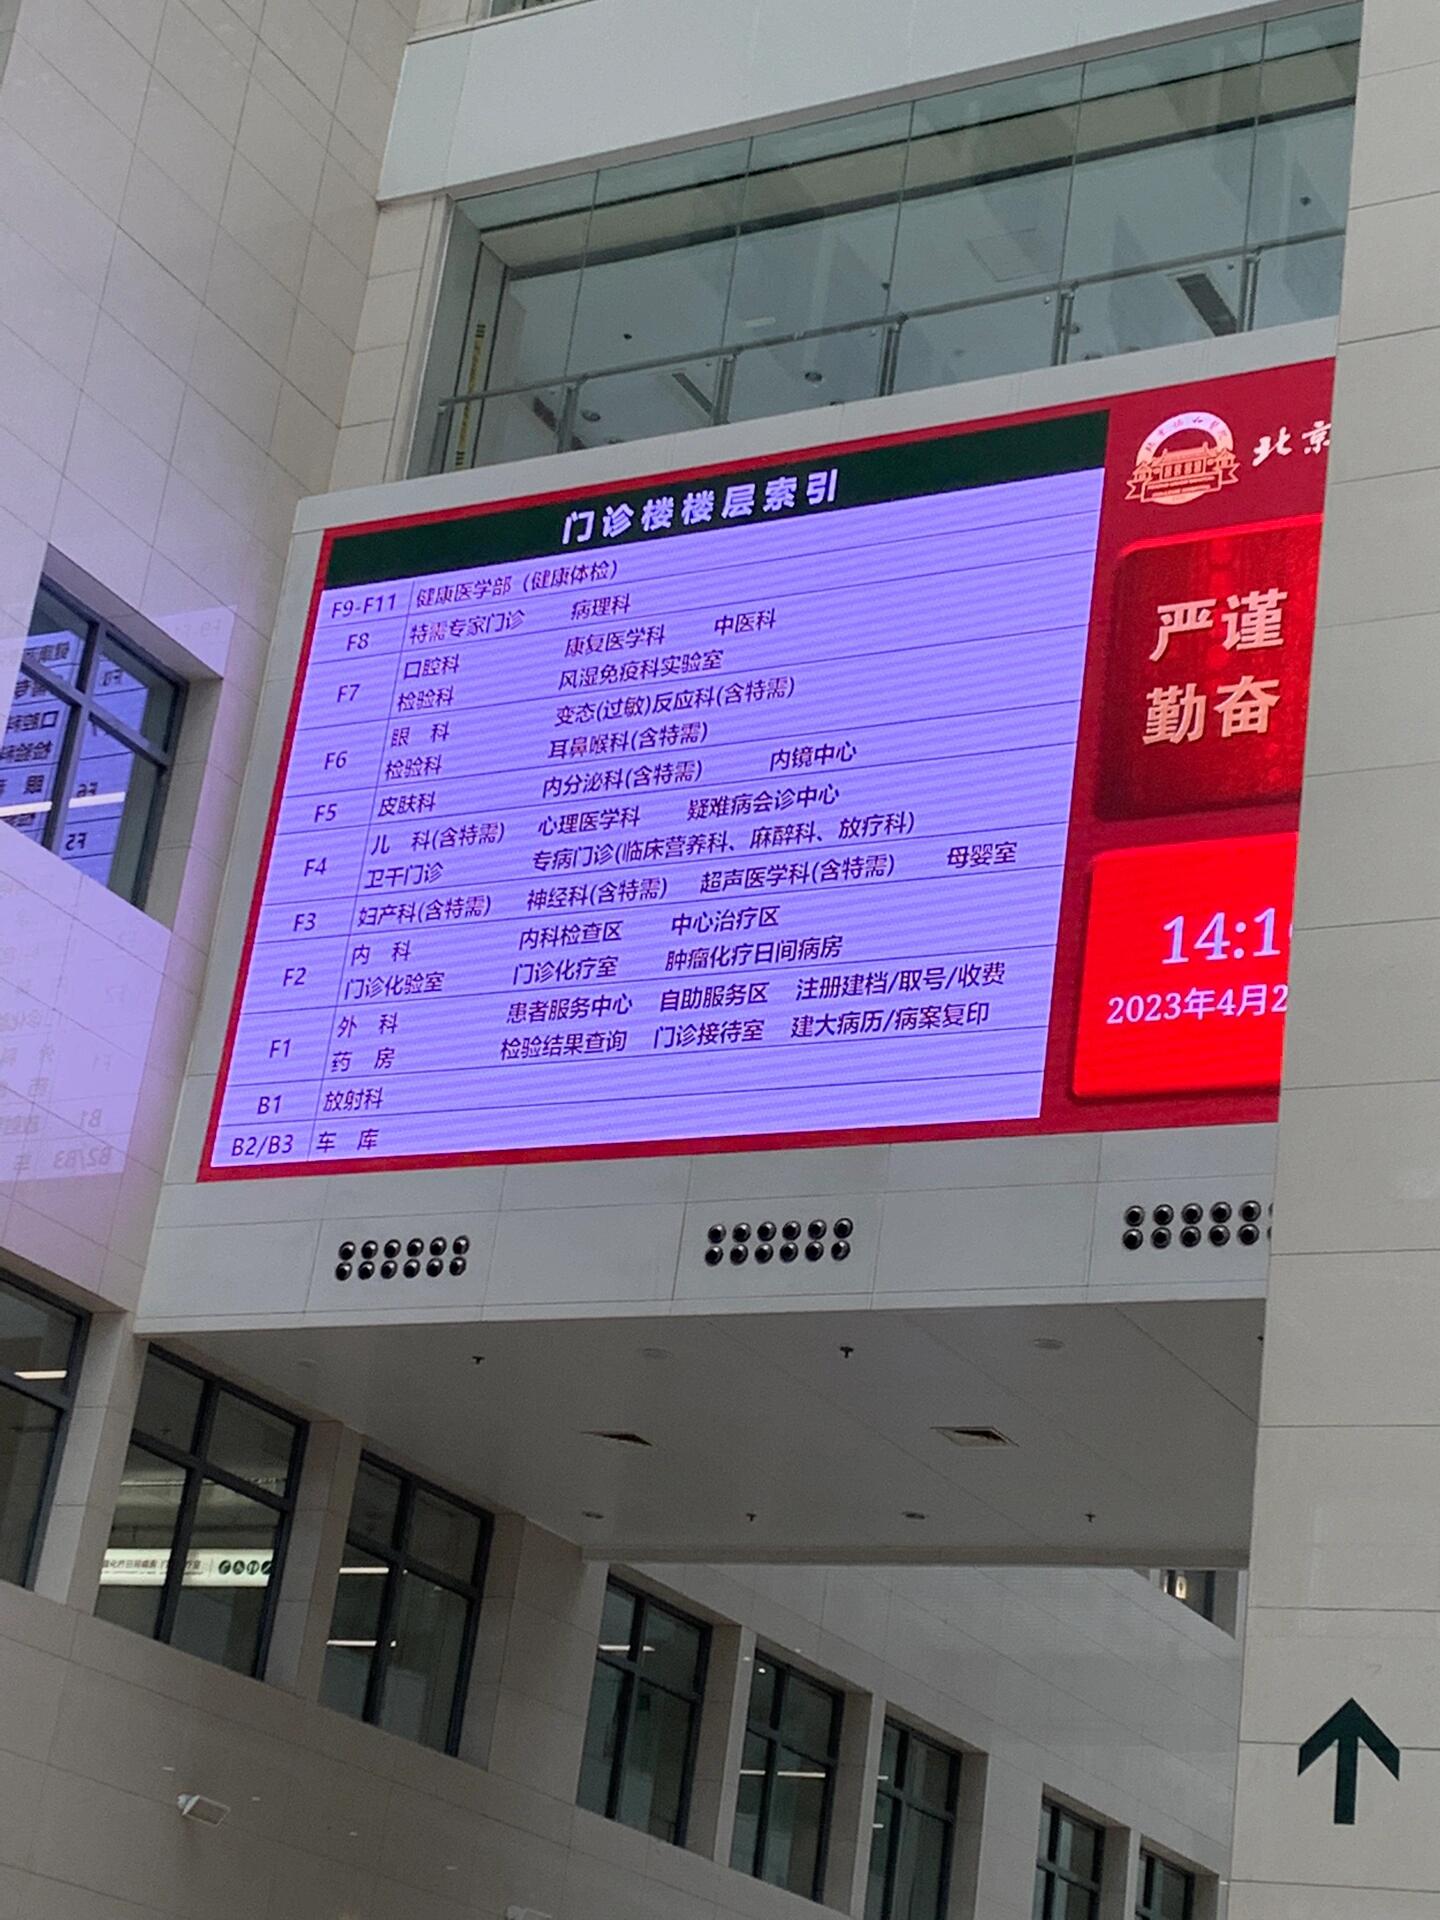 门诊楼楼层索引
F9-F11 健康医学部（健康体检）
F8 特需专家门诊 病理科
F7 口腔科 康复医学科 中医科
检验科 风湿免疫科实验室
F6 眼 科 变态(过敏)反应科(含特需)
检验科 耳鼻喉科(含特需)
F5 皮肤科 内分泌科(含特需) 内镜中心
F4 儿 科(含特需) 心理医学科 疑难病会诊中心
卫干门诊 专病门诊(临床营养科、麻醉科、放疗科)
F3 妇产科(含特需) 神经科(含特需) 超声医学科(含特需) 母婴室
F2 内 科 内科检查区 中心治疗区
门诊化验室 门诊化疗室 肿瘤化疗日间病房
F1 外 科 患者服务中心 自助服务区 注册建档/取号/收费
药 房 检验结果查询 门诊接待室 建大病历/病案复印
B1 放射科
B2/B3 车 库
北京
严谨
勤奋
14:1
2023年4月2